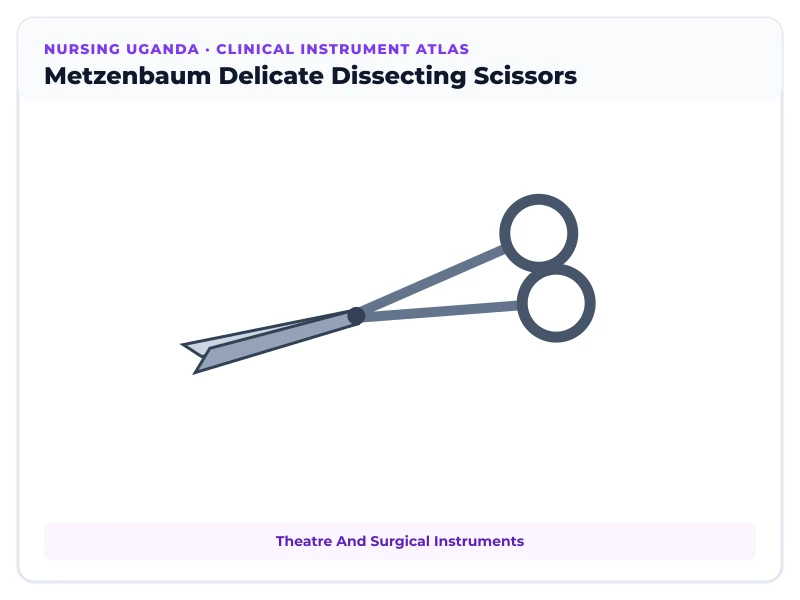 NURSING UGANDA · CLINICAL INSTRUMENT ATLAS
Metzenbaum Delicate Dissecting Scissors
Theatre And Surgical Instruments